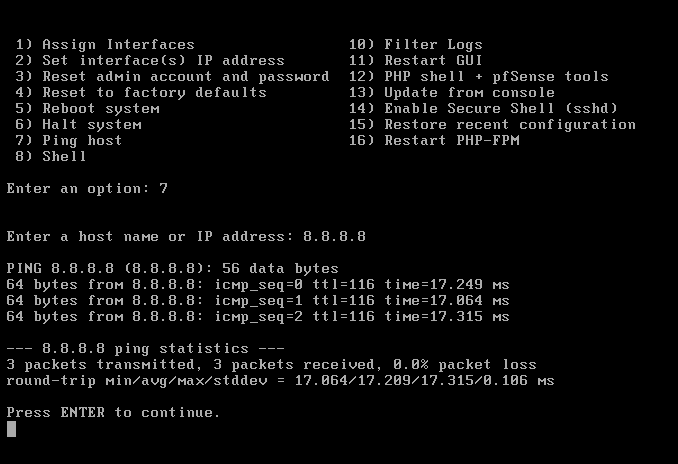 1) Assign Interfaces                    10) Filter Logs
2) Set interface(s) IP address          11) Restart GUI
3) Reset admin account and password     12) PHP shell + pfSense tools
4) Reset to factory defaults            13) Update from console
5) Reboot system                        14) Enable Secure Shell (sshd)
6) Halt system                          15) Restore recent configuration
7) Ping host                            16) Restart PHP-FPM
8) Shell
Enter an option: 7
Enter a host name or IP address: 8.8.8.8
PING 8.8.8.8 (8.8.8.8): 56 data bytes
64 bytes from 8.8.8.8: icmp_seq=0 ttl=116 time=17.249 ms
64 bytes from 8.8.8.8: icmp_seq=1 ttl=116 time=17.064 ms
64 bytes from 8.8.8.8: icmp_seq=2 ttl=116 time=17.315 ms
--- 8.8.8.8 ping statistics ---
3 packets transmitted, 3 packets received, 0.0% packet loss
round-trip min/avg/max/stddev = 17.064/17.209/17.315/0.106 ms
Press ENTER to continue.